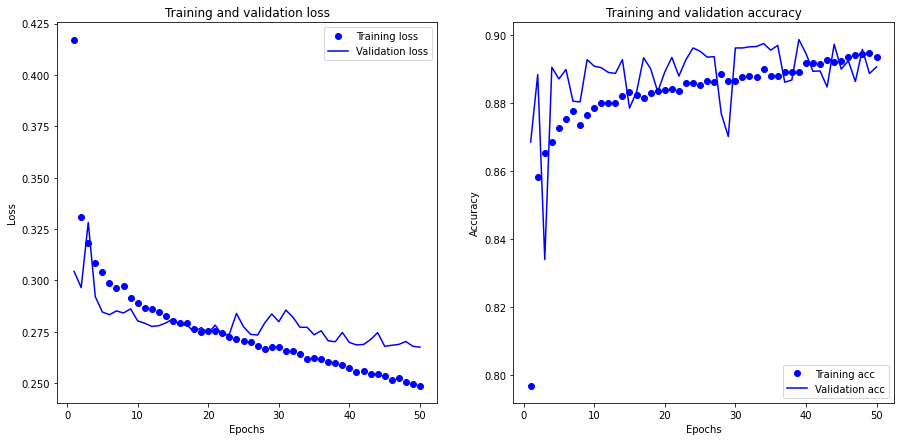 Training and validation loss
0.425
0.400
0.375
0.350
0.325
0.300
0.275
0.250
Loss
0 10 20 30 40 50
Epochs
Training loss
Validation loss
Training and validation accuracy
0.90
0.88
0.86
0.84
0.82
0.80
Accuracy
0 10 20 30 40 50
Epochs
Training acc
Validation acc